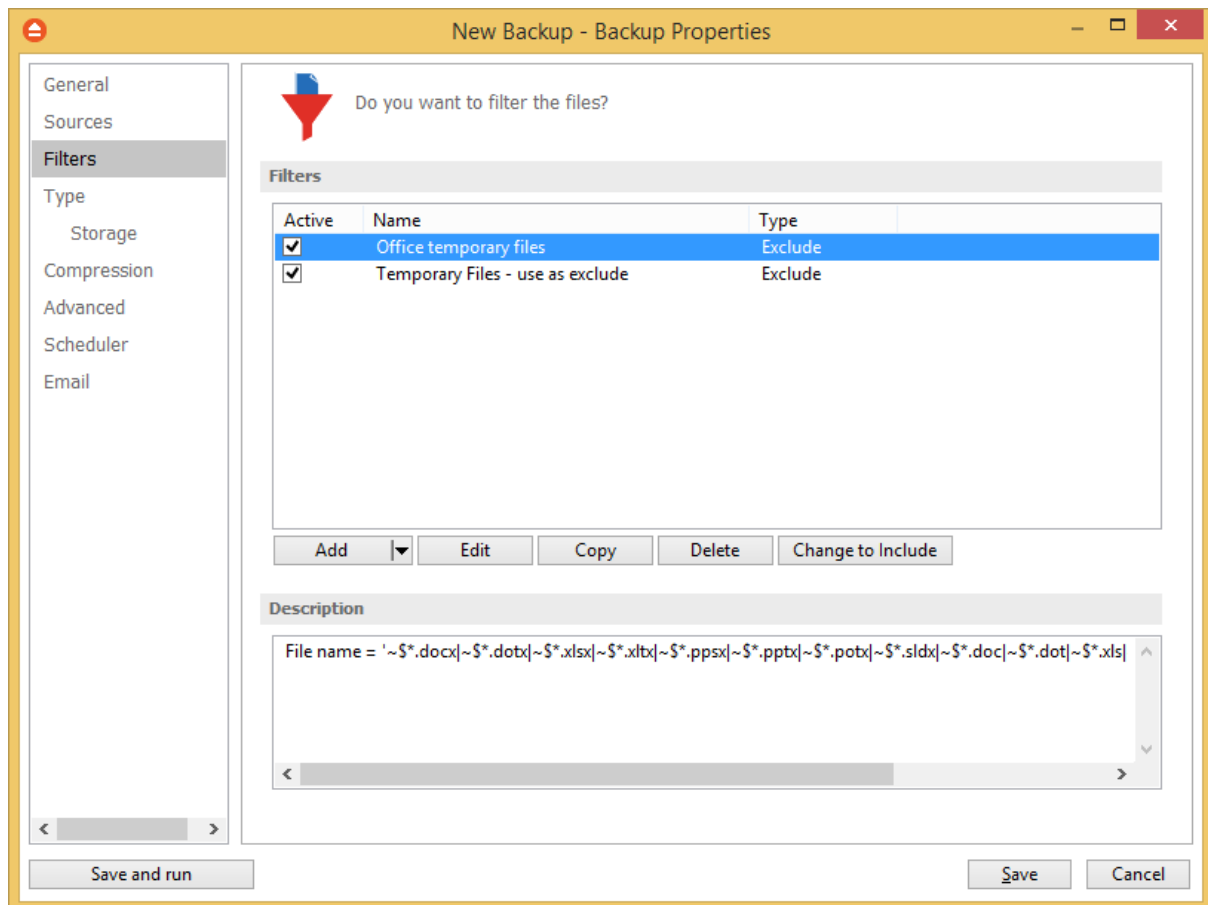 New Backup - Backup Properties
General
Sources
Filters
Type
Storage
Compression
Advanced
Scheduler
Email
Do you want to filter the files?
Filters
Active Name Type
Office temporary files Exclude
Temporary Files - use as exclude Exclude
Add Edit Copy Delete Change to Include
Description
File name = '~$*.docx|~$*.dotx|~$*.xlsx|~$*.xltx|~$*.ppsx|~$*.pptx|~$*.potx|~$*.sldx|~$*.doc|~$*.dot|~$*.xls|
Save and run Save Cancel